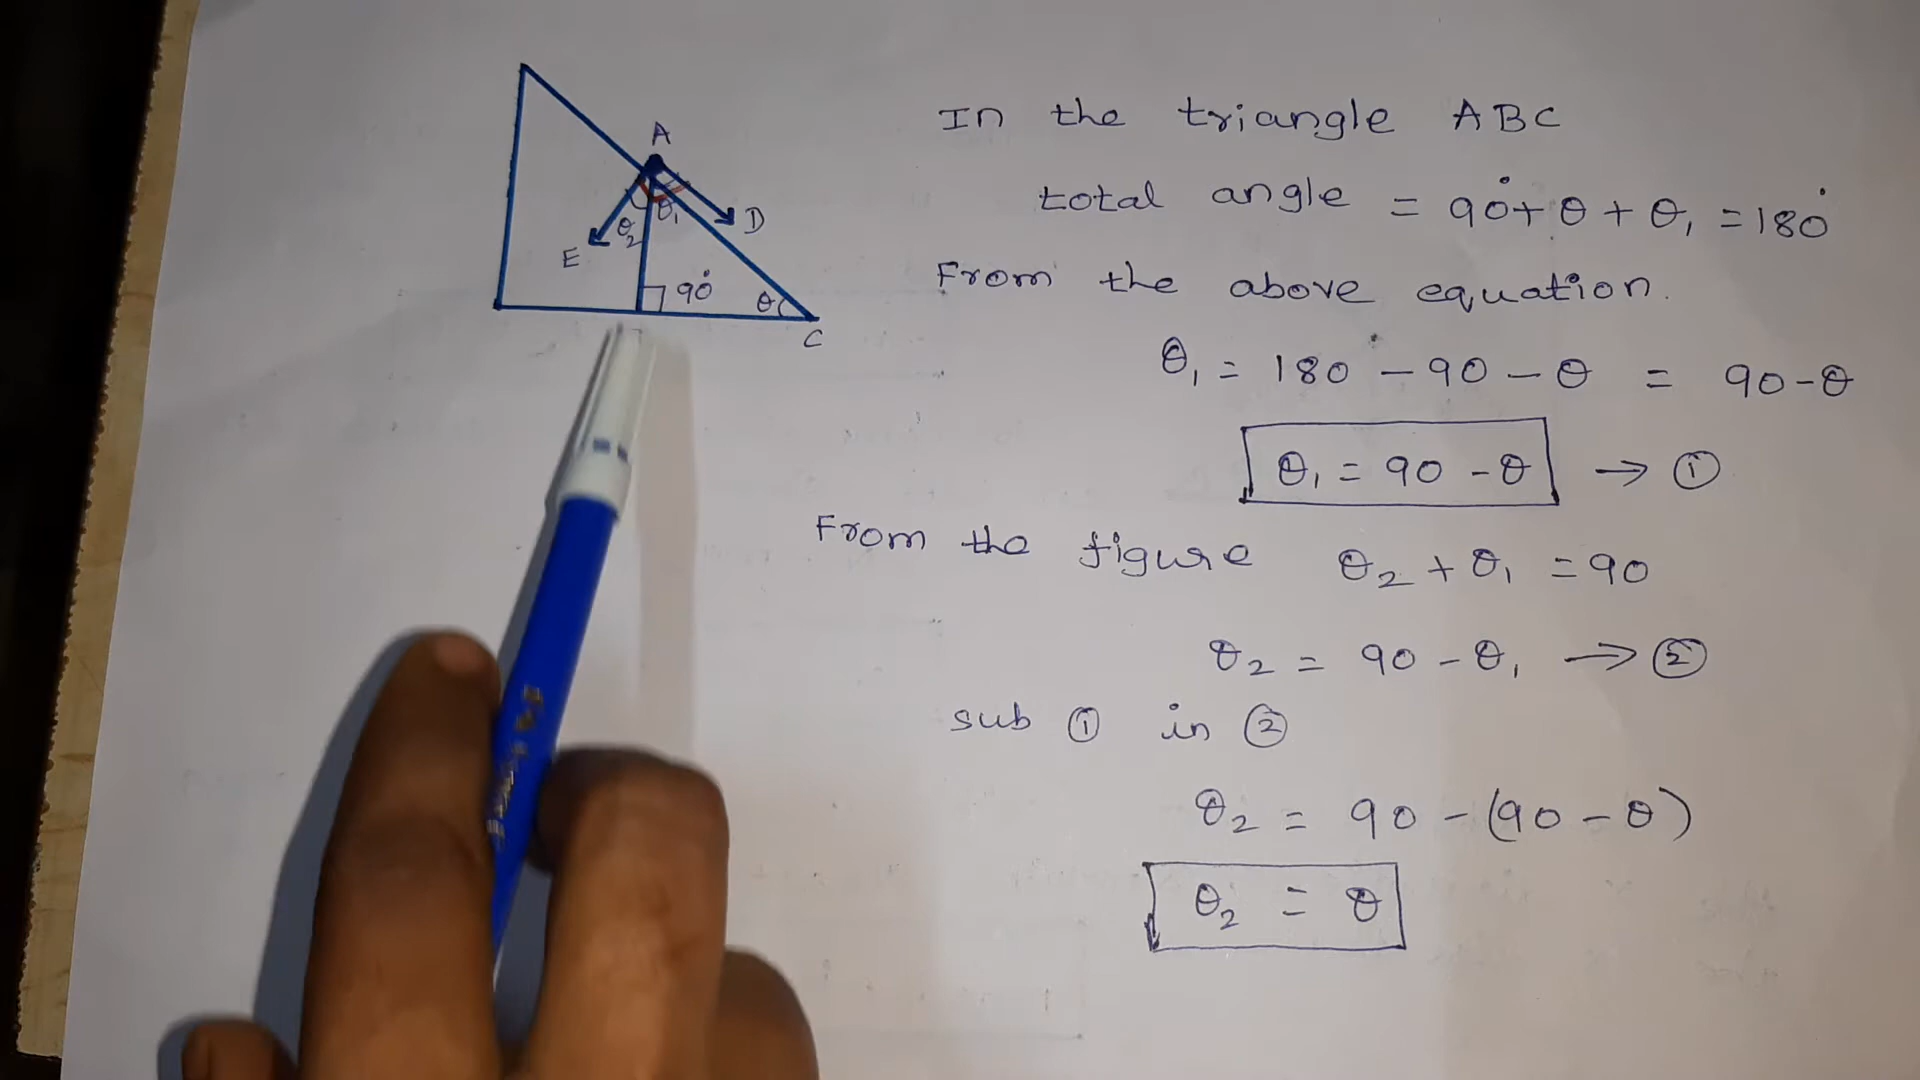 A
D
θ₁
θ₂
E
90°
θ
C
In the triangle ABC
total angle = 90° + θ + θ₁ = 180°
From the above equation.
θ₁ = 180 - 90 - θ = 90 - θ
θ₁ = 90 - θ → ①
From the figure θ₂ + θ₁ = 90
θ₂ = 90 - θ₁ → ②
sub ① in ②
θ₂ = 90 - (90 - θ)
θ₂ = θ